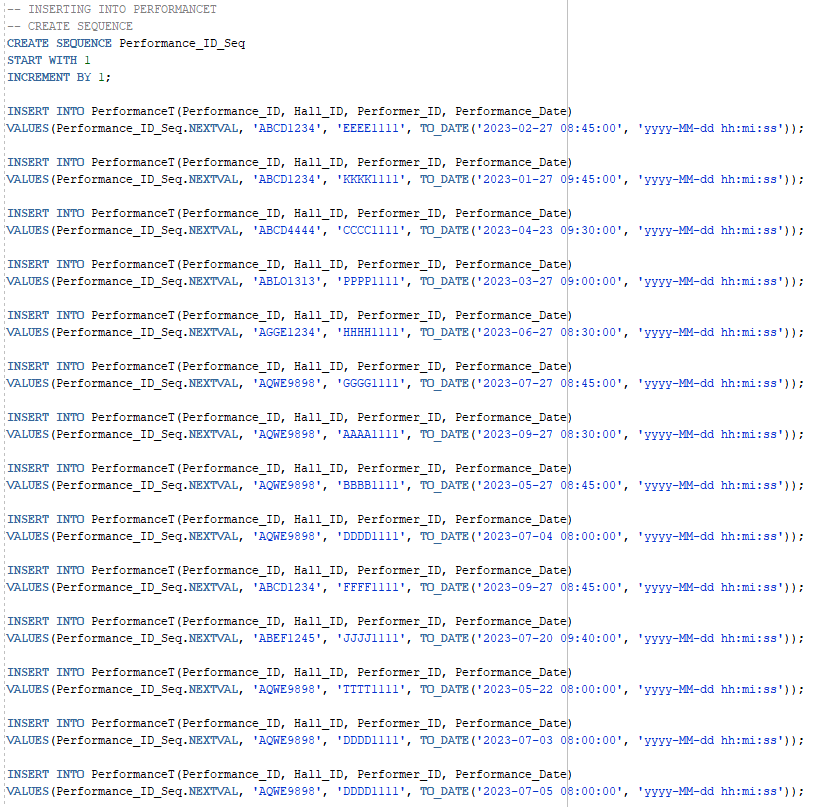 -- INSERTING INTO PERFORMANCET
-- CREATE SEQUENCE
CREATE SEQUENCE Performance_ID_Seq
START WITH 1
INCREMENT BY 1;
INSERT INTO PerformanceT(Performance_ID, Hall_ID, Performer_ID, Performance_Date)
VALUES(Performance_ID_Seq.NEXTVAL, 'ABCD1234', 'EEEE1111', TO_DATE('2023-02-27 08:45:00', 'yyyy-MM-dd hh:mi:ss'));
INSERT INTO PerformanceT(Performance_ID, Hall_ID, Performer_ID, Performance_Date)
VALUES(Performance_ID_Seq.NEXTVAL, 'ABCD1234', 'KKKK1111', TO_DATE('2023-01-27 09:45:00', 'yyyy-MM-dd hh:mi:ss'));
INSERT INTO PerformanceT(Performance_ID, Hall_ID, Performer_ID, Performance_Date)
VALUES(Performance_ID_Seq.NEXTVAL, 'ABCD4444', 'CCCC1111', TO_DATE('2023-04-23 09:30:00', 'yyyy-MM-dd hh:mi:ss'));
INSERT INTO PerformanceT(Performance_ID, Hall_ID, Performer_ID, Performance_Date)
VALUES(Performance_ID_Seq.NEXTVAL, 'ABLO1313', 'PPPP1111', TO_DATE('2023-03-27 09:00:00', 'yyyy-MM-dd hh:mi:ss'));
INSERT INTO PerformanceT(Performance_ID, Hall_ID, Performer_ID, Performance_Date)
VALUES(Performance_ID_Seq.NEXTVAL, 'AGGE1234', 'HHHH1111', TO_DATE('2023-06-27 08:30:00', 'yyyy-MM-dd hh:mi:ss'));
INSERT INTO PerformanceT(Performance_ID, Hall_ID, Performer_ID, Performance_Date)
VALUES(Performance_ID_Seq.NEXTVAL, 'AQWE9898', 'GGGG1111', TO_DATE('2023-07-27 08:45:00', 'yyyy-MM-dd hh:mi:ss'));
INSERT INTO PerformanceT(Performance_ID, Hall_ID, Performer_ID, Performance_Date)
VALUES(Performance_ID_Seq.NEXTVAL, 'AQWE9898', 'AAAA1111', TO_DATE('2023-09-27 08:30:00', 'yyyy-MM-dd hh:mi:ss'));
INSERT INTO PerformanceT(Performance_ID, Hall_ID, Performer_ID, Performance_Date)
VALUES(Performance_ID_Seq.NEXTVAL, 'AQWE9898', 'BBBB1111', TO_DATE('2023-05-27 08:45:00', 'yyyy-MM-dd hh:mi:ss'));
INSERT INTO PerformanceT(Performance_ID, Hall_ID, Performer_ID, Performance_Date)
VALUES(Performance_ID_Seq.NEXTVAL, 'AQWE9898', 'DDDD1111', TO_DATE('2023-07-04 08:00:00', 'yyyy-MM-dd hh:mi:ss'));
INSERT INTO PerformanceT(Performance_ID, Hall_ID, Performer_ID, Performance_Date)
VALUES(Performance_ID_Seq.NEXTVAL, 'ABCD1234', 'FFFF1111', TO_DATE('2023-09-27 08:45:00', 'yyyy-MM-dd hh:mi:ss'));
INSERT INTO PerformanceT(Performance_ID, Hall_ID, Performer_ID, Performance_Date)
VALUES(Performance_ID_Seq.NEXTVAL, 'ABEF1245', 'JJJJ1111', TO_DATE('2023-07-20 09:40:00', 'yyyy-MM-dd hh:mi:ss'));
INSERT INTO PerformanceT(Performance_ID, Hall_ID, Performer_ID, Performance_Date)
VALUES(Performance_ID_Seq.NEXTVAL, 'AQWE9898', 'TTTT1111', TO_DATE('2023-05-22 08:00:00', 'yyyy-MM-dd hh:mi:ss'));
INSERT INTO PerformanceT(Performance_ID, Hall_ID, Performer_ID, Performance_Date)
VALUES(Performance_ID_Seq.NEXTVAL, 'AQWE9898', 'DDDD1111', TO_DATE('2023-07-03 08:00:00', 'yyyy-MM-dd hh:mi:ss'));
INSERT INTO PerformanceT(Performance_ID, Hall_ID, Performer_ID, Performance_Date)
VALUES(Performance_ID_Seq.NEXTVAL, 'AQWE9898', 'DDDD1111', TO_DATE('2023-07-05 08:00:00', 'yyyy-MM-dd hh:mi:ss'));